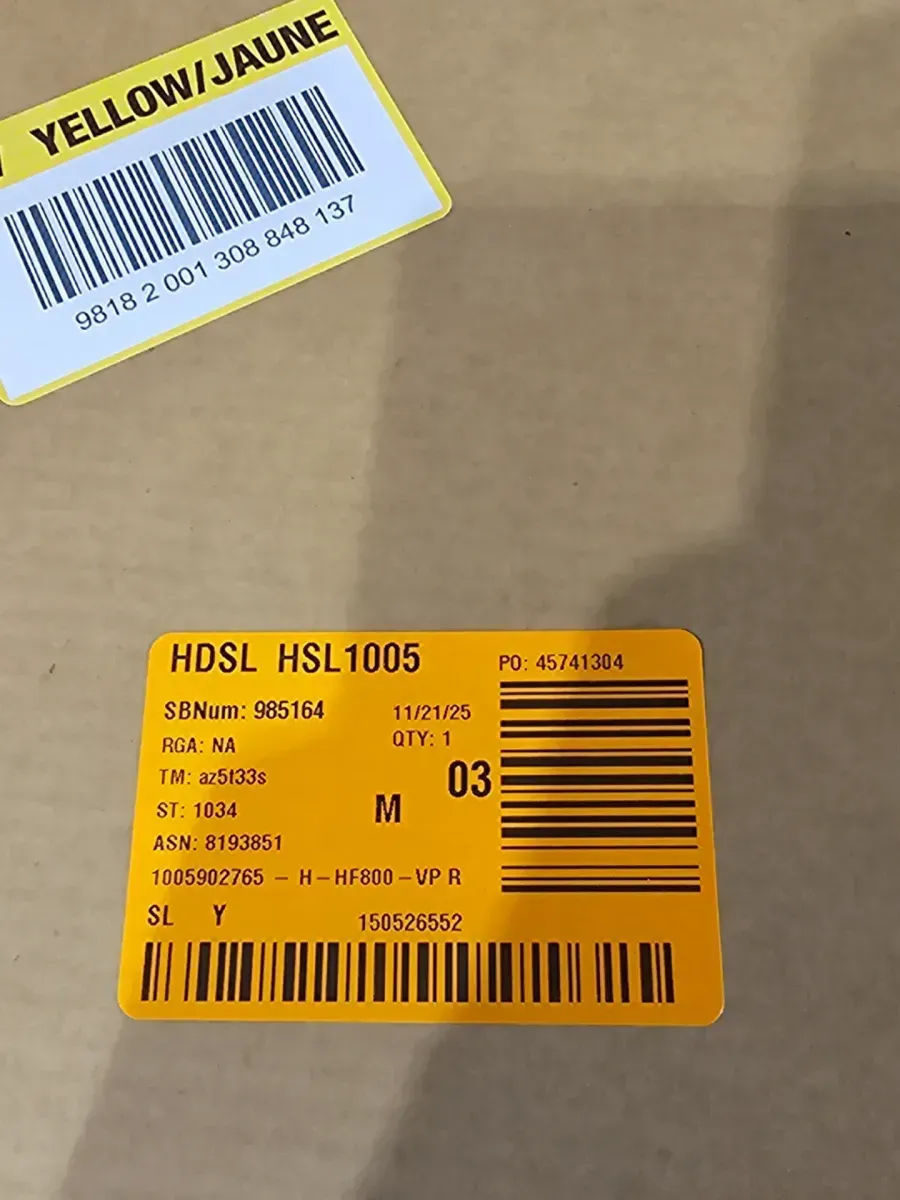 YELLOW/JAUNE
9818 2 001 308 848 137
HDSL HSL1005
PO: 45741304
SBNum: 985164
11/21/25
RGA: NA
QTY: 1
TM: az5t33s
03
ST: 1034
M
ASN: 8193851
1005902765 - H-HF800-VP R
SL Y
150526552